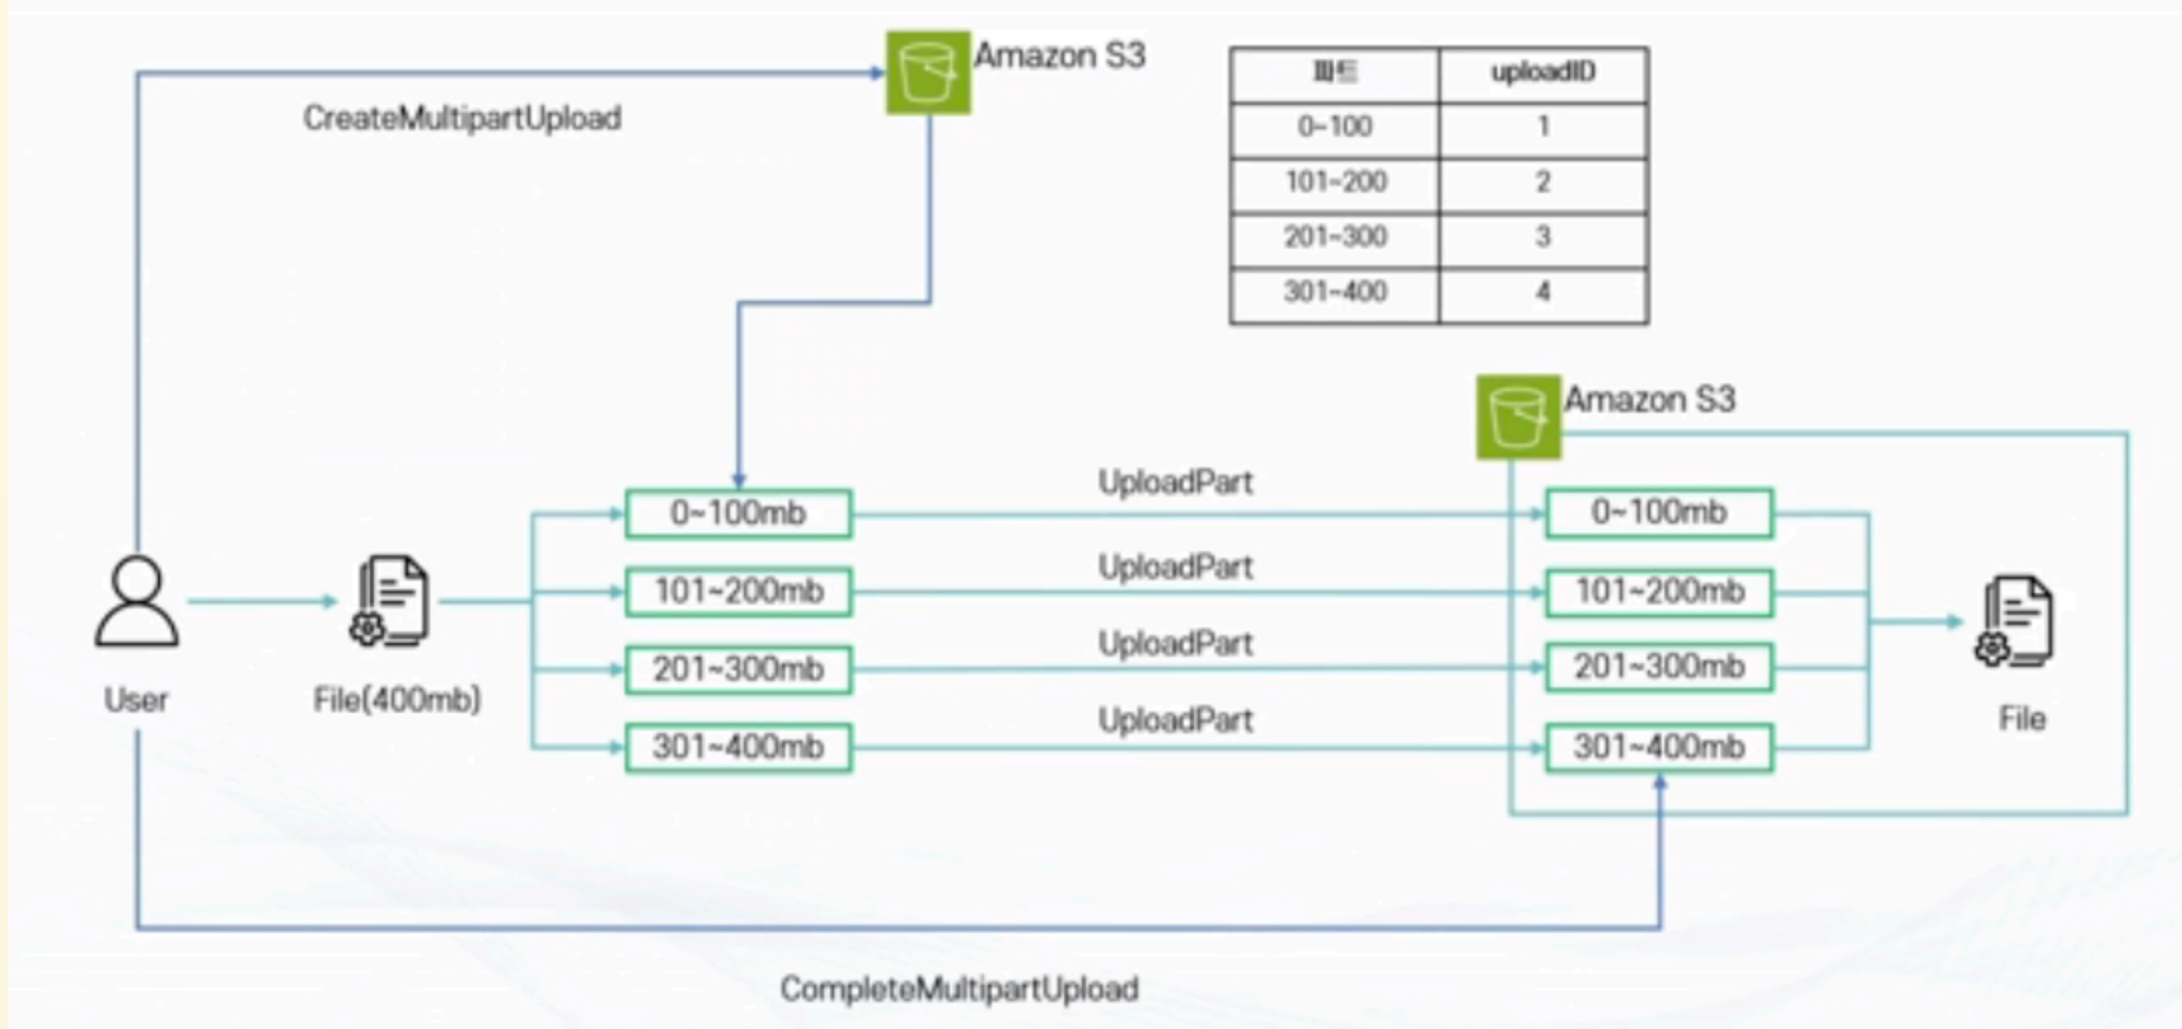 Amazon S3
CreateMultipartUpload
파트 uploadID
0~100 1
101~200 2
201~300 3
301~400 4
Amazon S3
UploadPart
0~100mb
0~100mb
UploadPart
101~200mb
101~200mb
UploadPart
201~300mb
201~300mb
UploadPart
301~400mb
301~400mb
User
File(400mb)
File
CompleteMultipartUpload